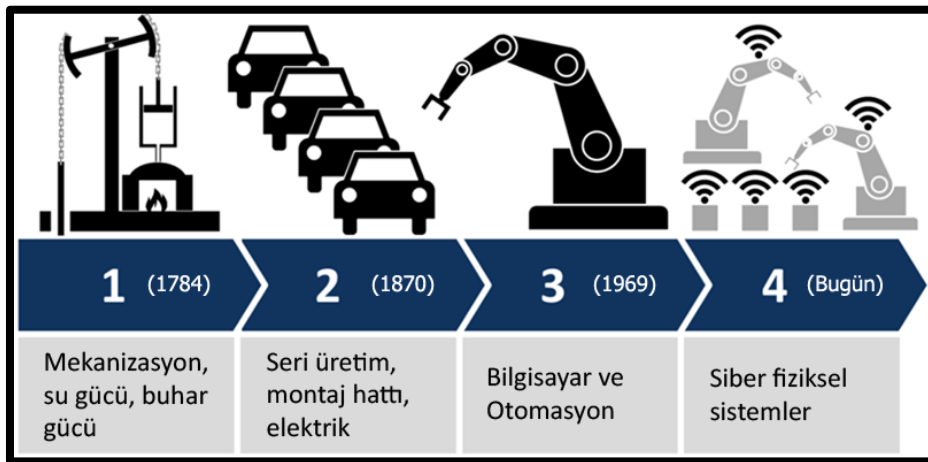 1 (1784)
2 (1870)
3 (1969)
4 (Bugün)
Mekanizasyon,
su gücü, buhar
gücü
Seri üretim,
montaj hattı,
elektrik
Bilgisayar ve
Otomasyon
Siber fiziksel
sistemler